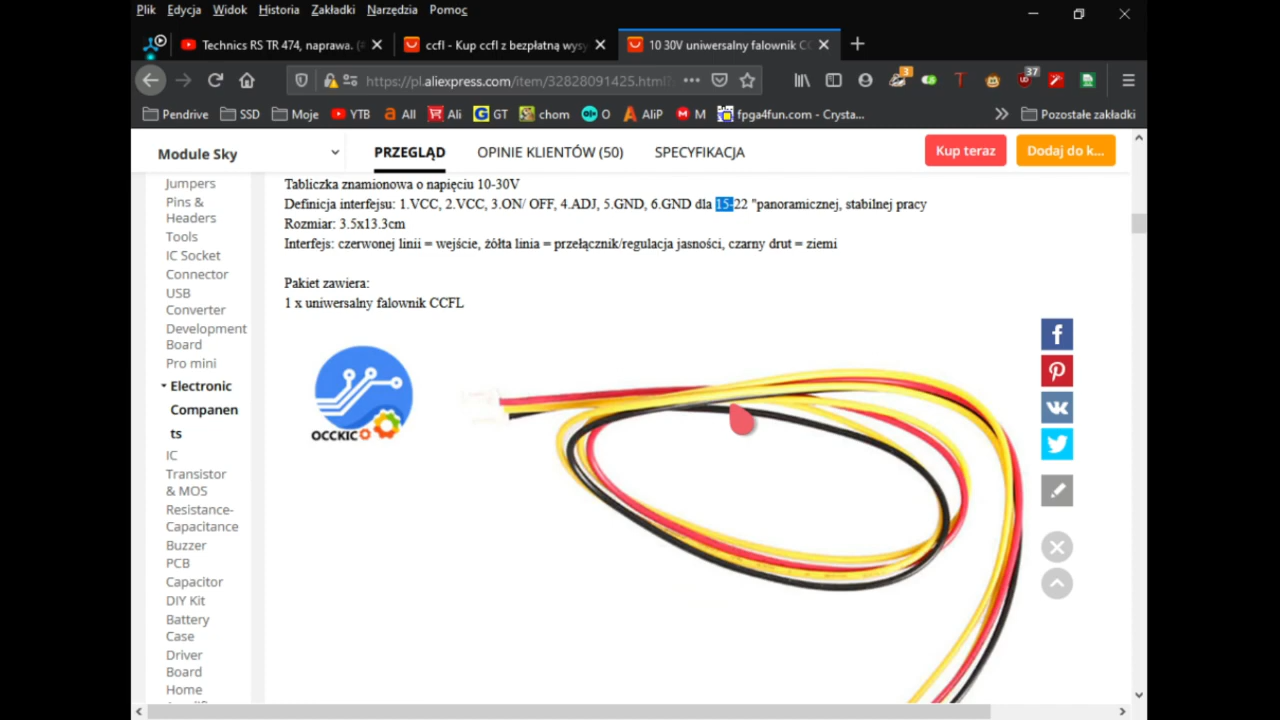 Plik Edycja Widok Historia Zakładki Narzędzia Pomoc
Technics RS TR 474, naprawa. (
ccfl - Kup ccfl z bezpłatną wysy
10 30V uniwersalny falownik CC
https://pl.aliexpress.com/item/32828091425.html?
3
37
Pendrive SSD Moje YTB All Ali GT chom O AliP M fpga4fun.com - Crysta... Pozostałe zakładki
Module Sky
PRZEGLĄD OPINIE KLIENTÓW (50) SPECYFIKACJA
Kup teraz
Dodaj do k...
Jumpers
Pins &
Headers
Tools
IC Socket
Connector
USB
Converter
Development
Board
Pro mini
Electronic
Componen
ts
IC
Transistor
& MOS
Resistance-
Capacitance
Buzzer
PCB
Capacitor
DIY Kit
Battery
Case
Driver
Board
Home
Tabliczka znamionowa o napięciu 10-30V
Definicja interfejsu: 1.VCC, 2.VCC, 3.ON/ OFF, 4.ADJ, 5.GND, 6.GND dla 15-22 "panoramicznej, stabilnej pracy
Rozmiar: 3.5x13.3cm
Interfejs: czerwonej linii = wejście, żółta linia = przełącznik/regulacja jasności, czarny drut = ziemi
Pakiet zawiera:
1 x uniwersalny falownik CCFL
OCCKIC